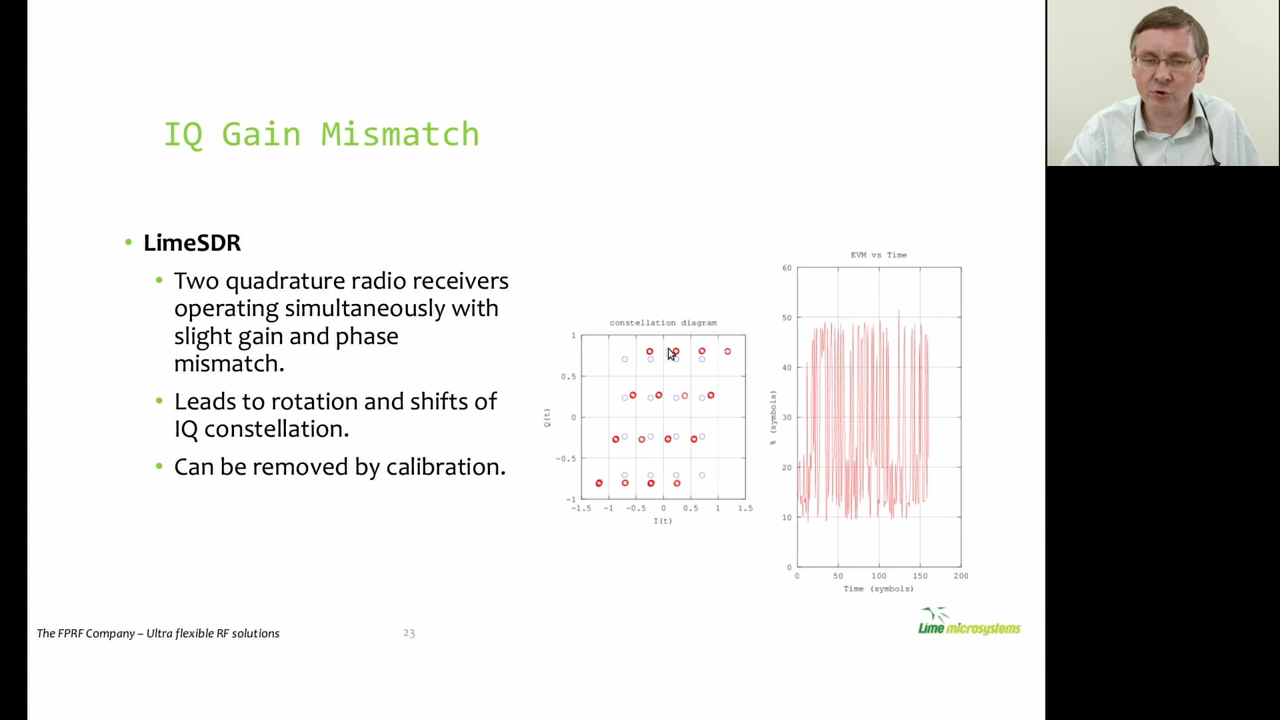 IQ Gain Mismatch
• LimeSDR
• Two quadrature radio receivers
operating simultaneously with
slight gain and phase
mismatch.
• Leads to rotation and shifts of
IQ constellation.
• Can be removed by calibration.
constellation diagram
1
0.5
0
-0.5
-1
Q(t)
-1.5 -1 -0.5 0 0.5 1 1.5
I(t)
EVM vs Time
60
50
40
30
20
10
0
% (symbols)
0 50 100 150 200
Time (symbols)
The FPRF Company – Ultra flexible RF solutions
23
Lime microsystems